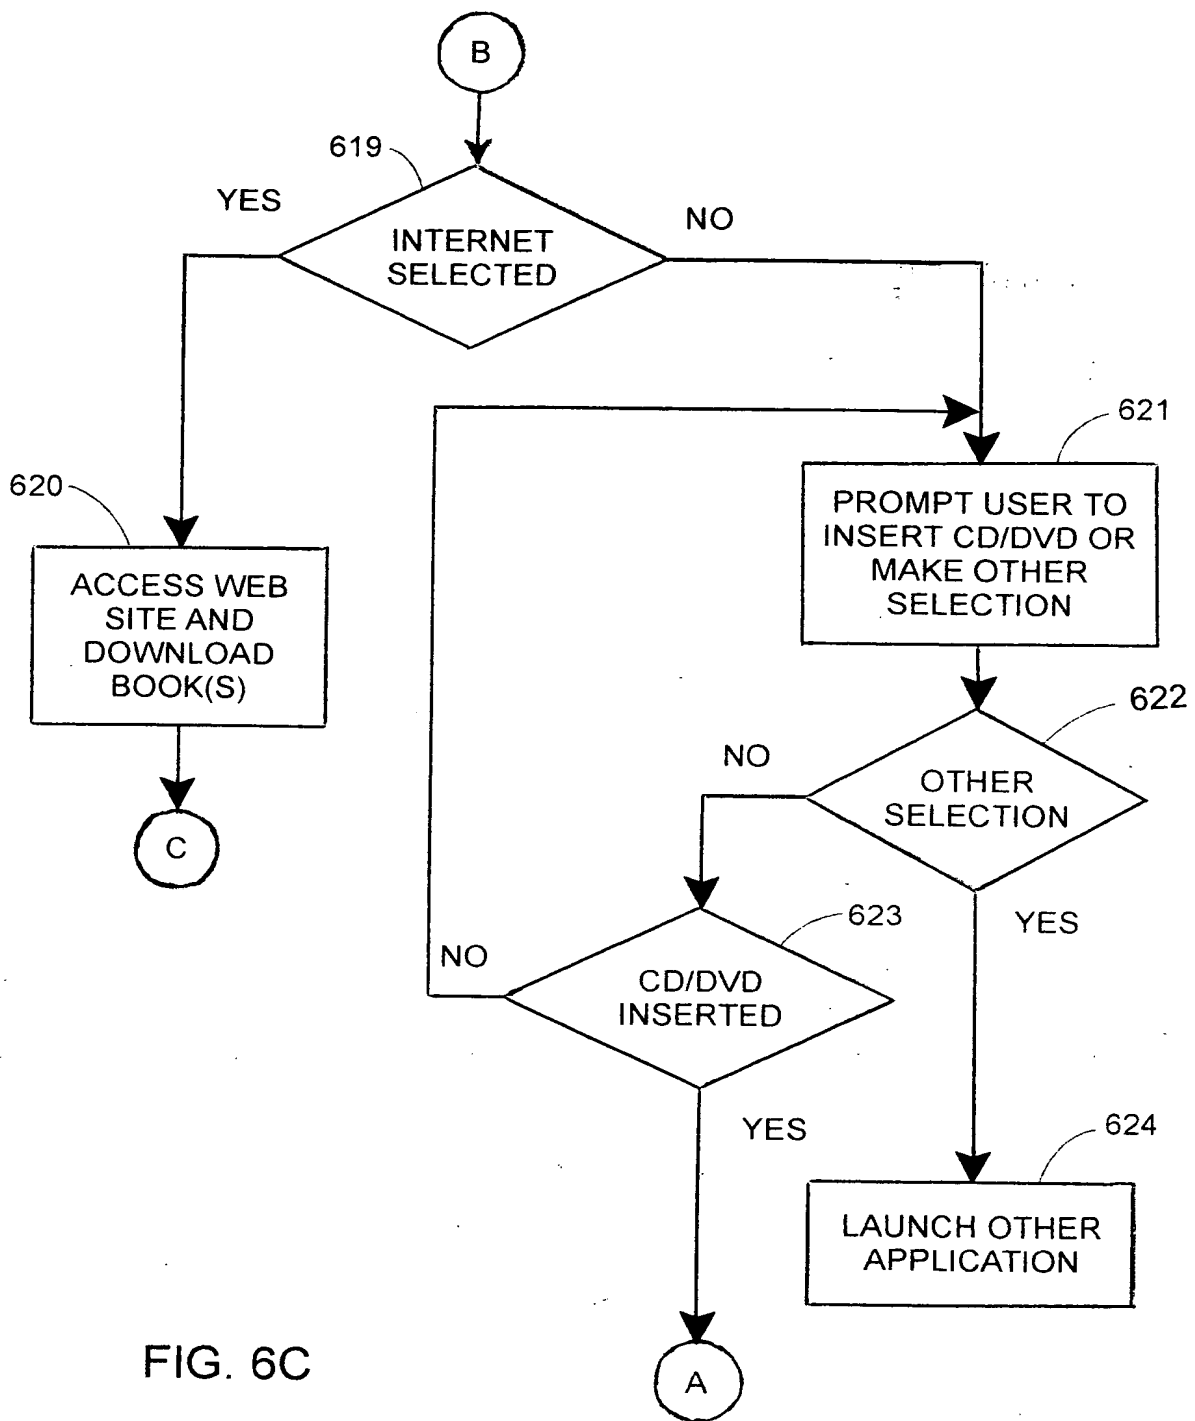 B
619
YES
NO
INTERNET
SELECTED
621
620
PROMPT USER TO
INSERT CD/DVD OR
MAKE OTHER
SELECTION
ACCESS WEB
SITE AND
DOWNLOAD
BOOK(S)
622
NO
OTHER
SELECTION
C
623
YES
NO
CD/DVD
INSERTED
YES
624
LAUNCH OTHER
APPLICATION
FIG. 6C
A